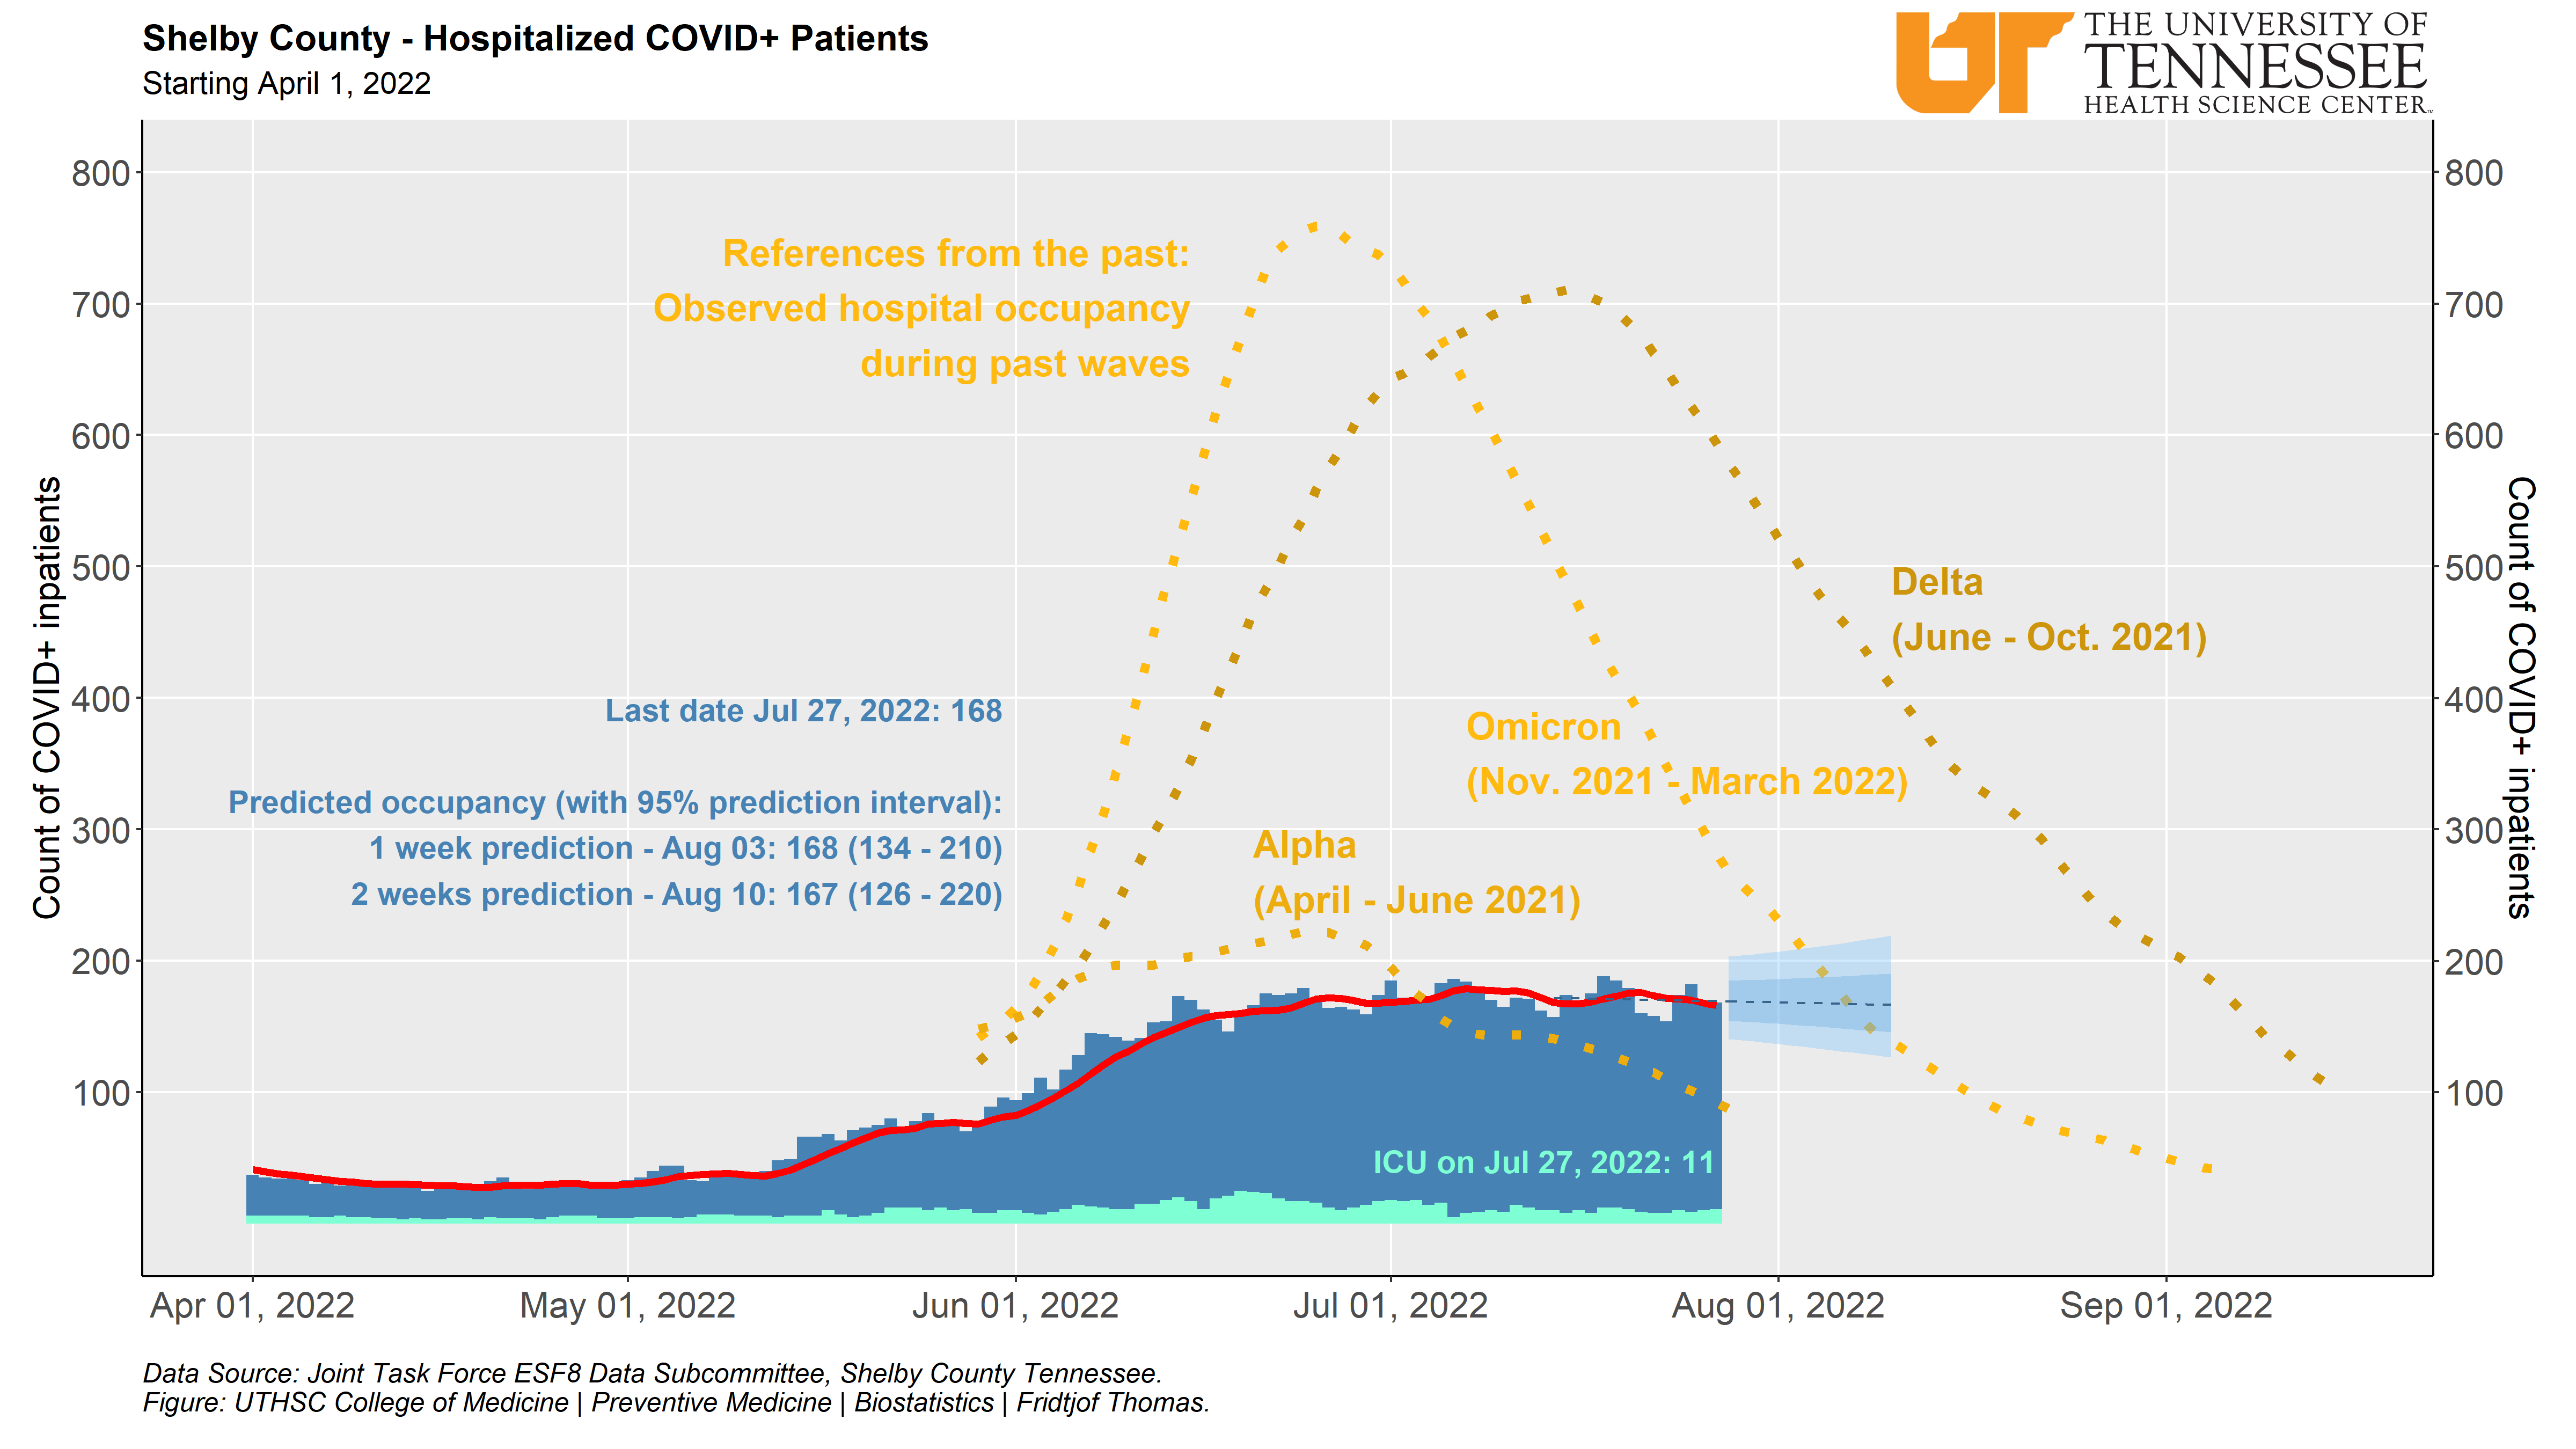 Shelby County - Hospitalized COVID+ Patients
Starting April 1, 2022
UT
THE UNIVERSITY OF
TENNESSEE
HEALTH SCIENCE CENTER™
Count of COVID+ inpatients
800
700
600
500
400
300
200
100
References from the past:
Observed hospital occupancy
during past waves
Last date Jul 27, 2022: 168
Predicted occupancy (with 95% prediction interval):
1 week prediction - Aug 03: 168 (134 - 210)
2 weeks prediction - Aug 10: 167 (126 - 220)
Delta
(June - Oct. 2021)
Omicron
(Nov. 2021 - March 2022)
Alpha
(April - June 2021)
ICU on Jul 27, 2022: 11
800
700
600
500
400
300
200
100
Count of COVID+ inpatients
Apr 01, 2022
May 01, 2022
Jun 01, 2022
Jul 01, 2022
Aug 01, 2022
Sep 01, 2022
Data Source: Joint Task Force ESF8 Data Subcommittee, Shelby County Tennessee.
Figure: UTHSC College of Medicine | Preventive Medicine | Biostatistics | Fridtjof Thomas.